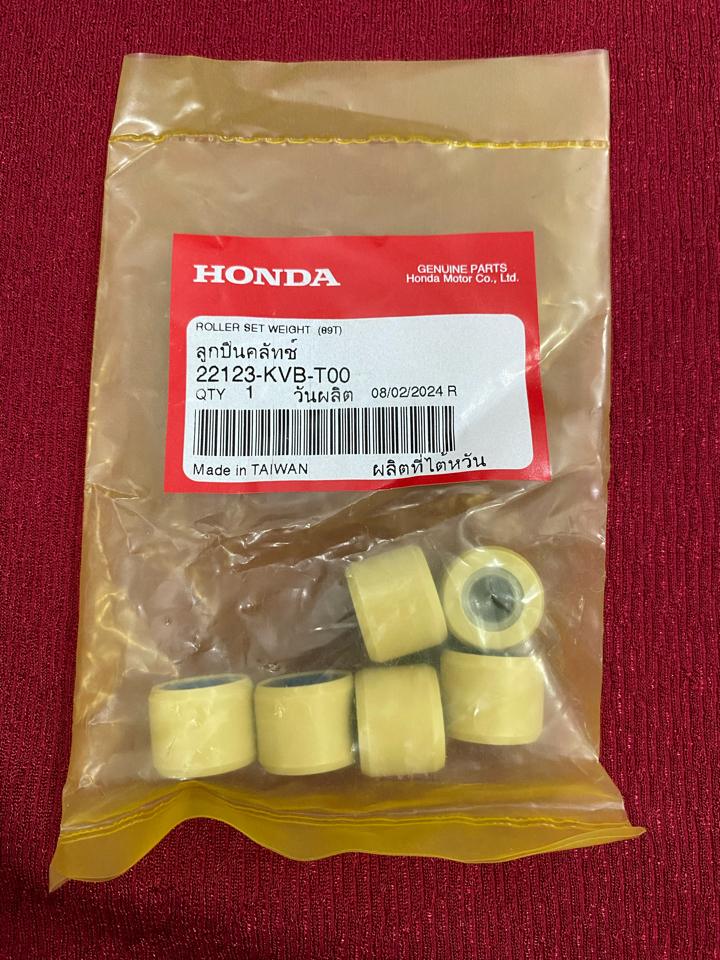 HONDA
GENUINE PARTS
Honda Motor Co., Ltd.
ROLLER SET WEIGHT (89T)
ลูกปืนคลัทช์
22123-KVB-T00
QTY 1 วันผลิต 08/02/2024 R
Made in TAIWAN ผลิตที่ไต้หวัน